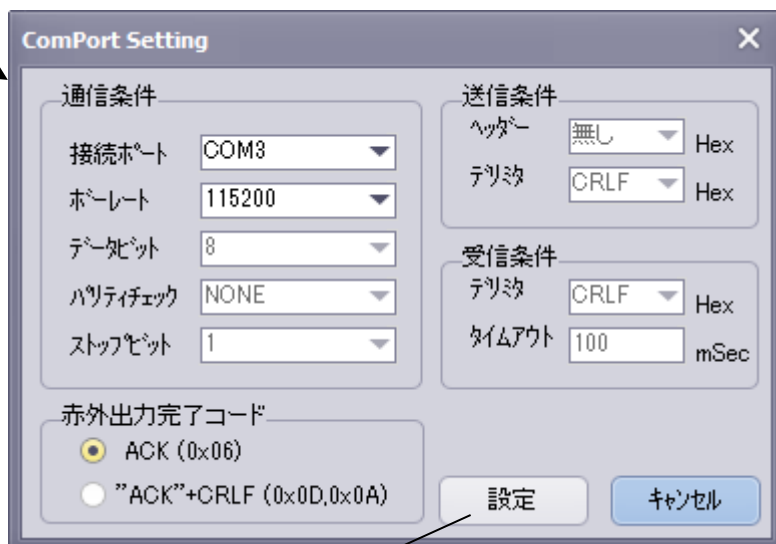 ComPort Setting
通信条件
接続ﾎﾟｰﾄ COM3
ﾎﾞｰﾚｰﾄ 115200
ﾃﾞｰﾀﾋﾞｯﾄ 8
ﾊﾟﾘﾃｨﾁｪｯｸ NONE
ｽﾄｯﾌﾟﾋﾞｯﾄ 1
送信条件
ﾍｯﾀﾞｰ 無し Hex
ﾃﾞﾘﾐﾀ CRLF Hex
受信条件
ﾃﾞﾘﾐﾀ CRLF Hex
ﾀｲﾑｱｳﾄ 100 mSec
赤外出力完了コード
ACK (0x06)
”ACK”+CRLF (0x0D,0x0A)
設定
ｷｬﾝｾﾙ